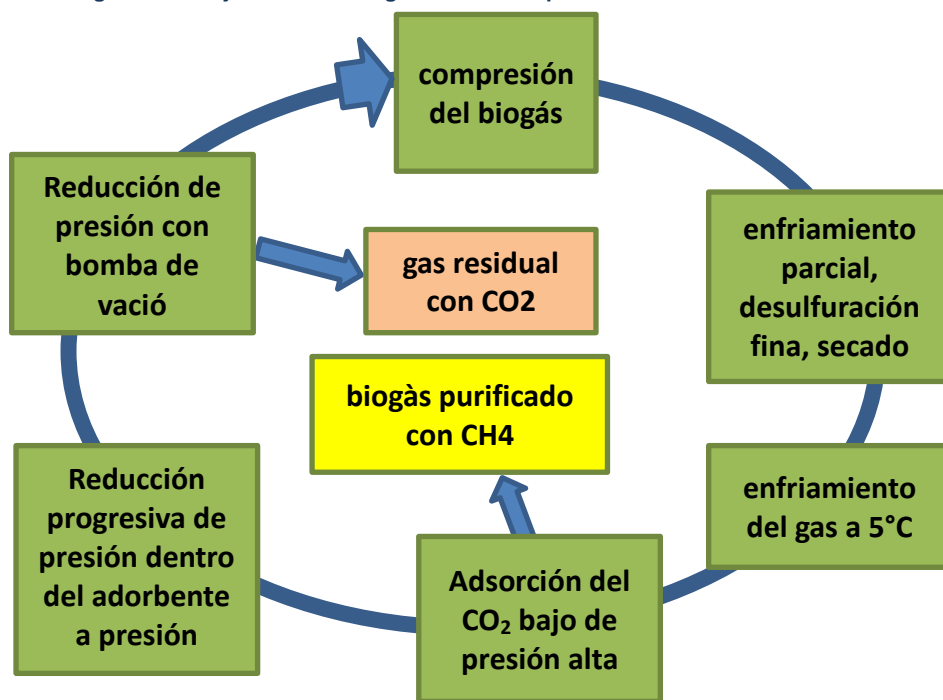 compresión
del biogás
enfriamiento
parcial,
desulfuración
fina, secado
enfriamiento
del gas a 5°C
Adsorción del
CO₂ bajo de
presión alta
biogàs purificado
con CH4
Reducción
progresiva de
presión dentro
del adorbente
a presión
Reducción de
presión con
bomba de
vació
gas residual
con CO2